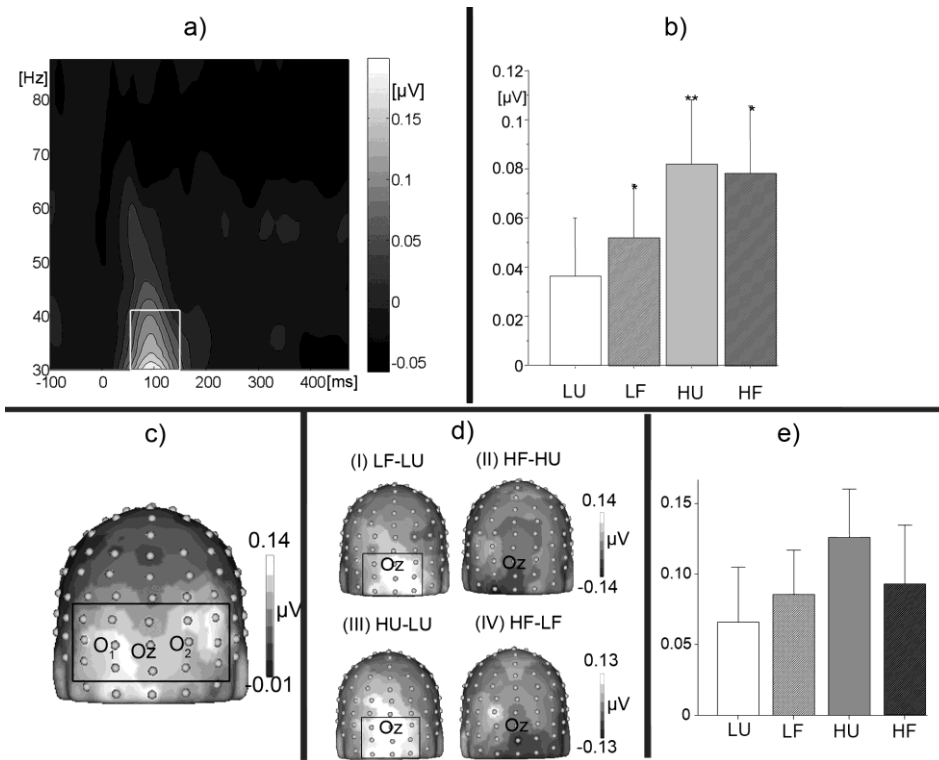 a)
[Hz]
80
70
60
50
40
30
-100 0 100 200 300 400 [ms]
[µV]
0.15
0.1
0.05
0
-0.05
b)
0.12
[µV]
0.1
0.08
0.06
0.04
0.02
0
* ** *
LU LF HU HF
c)
0.14
µV
-0.01
O1 Oz O2
d)
(I) LF-LU (II) HF-HU
Oz Oz
0.14
µV
-0.14
(III) HU-LU (IV) HF-LF
Oz Oz
0.13
µV
-0.13
e)
0.15
0.10
0.05
0
LU LF HU HF